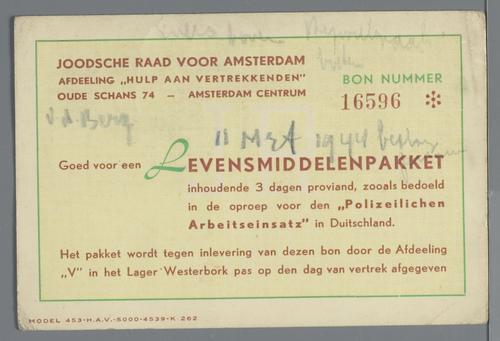 JOODSCHE RAAD VOOR AMSTERDAM
AFDEELING „HULP AAN VERTREKKENDEN”
OUDE SCHANS 74 — AMSTERDAM CENTRUM
BON NUMMER
16596 ✻
v.d. Berg
11 MEI 1944
Goed voor een LEVENSMIDDELENPAKKET
inhoudende 3 dagen proviand, zooals bedoeld
in de oproep voor den „Polizeilichen
Arbeitseinsatz” in Duitschland.
Het pakket wordt tegen inlevering van dezen bon door de Afdeeling
„V” in het Lager Westerbork pas op den dag van vertrek afgegeven
MODEL 453-H.A.V.-5000-4539-K 262